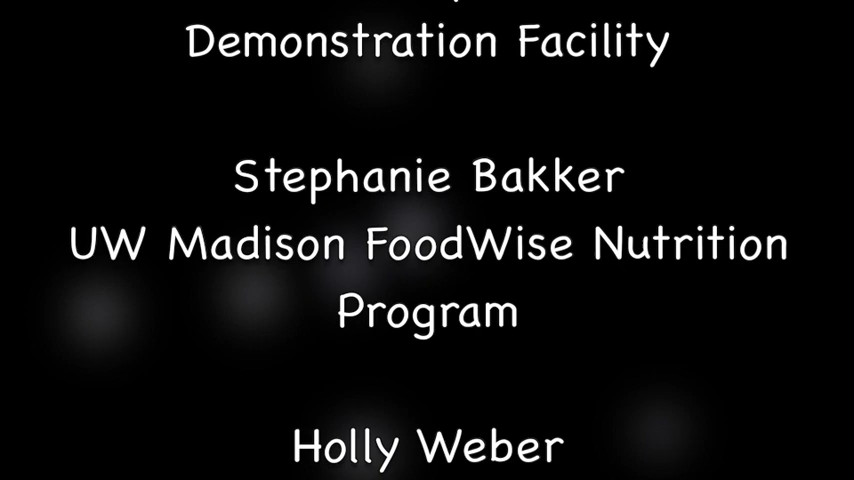 Demonstration Facility
Stephanie Bakker
UW Madison FoodWise Nutrition
Program
Holly Weber